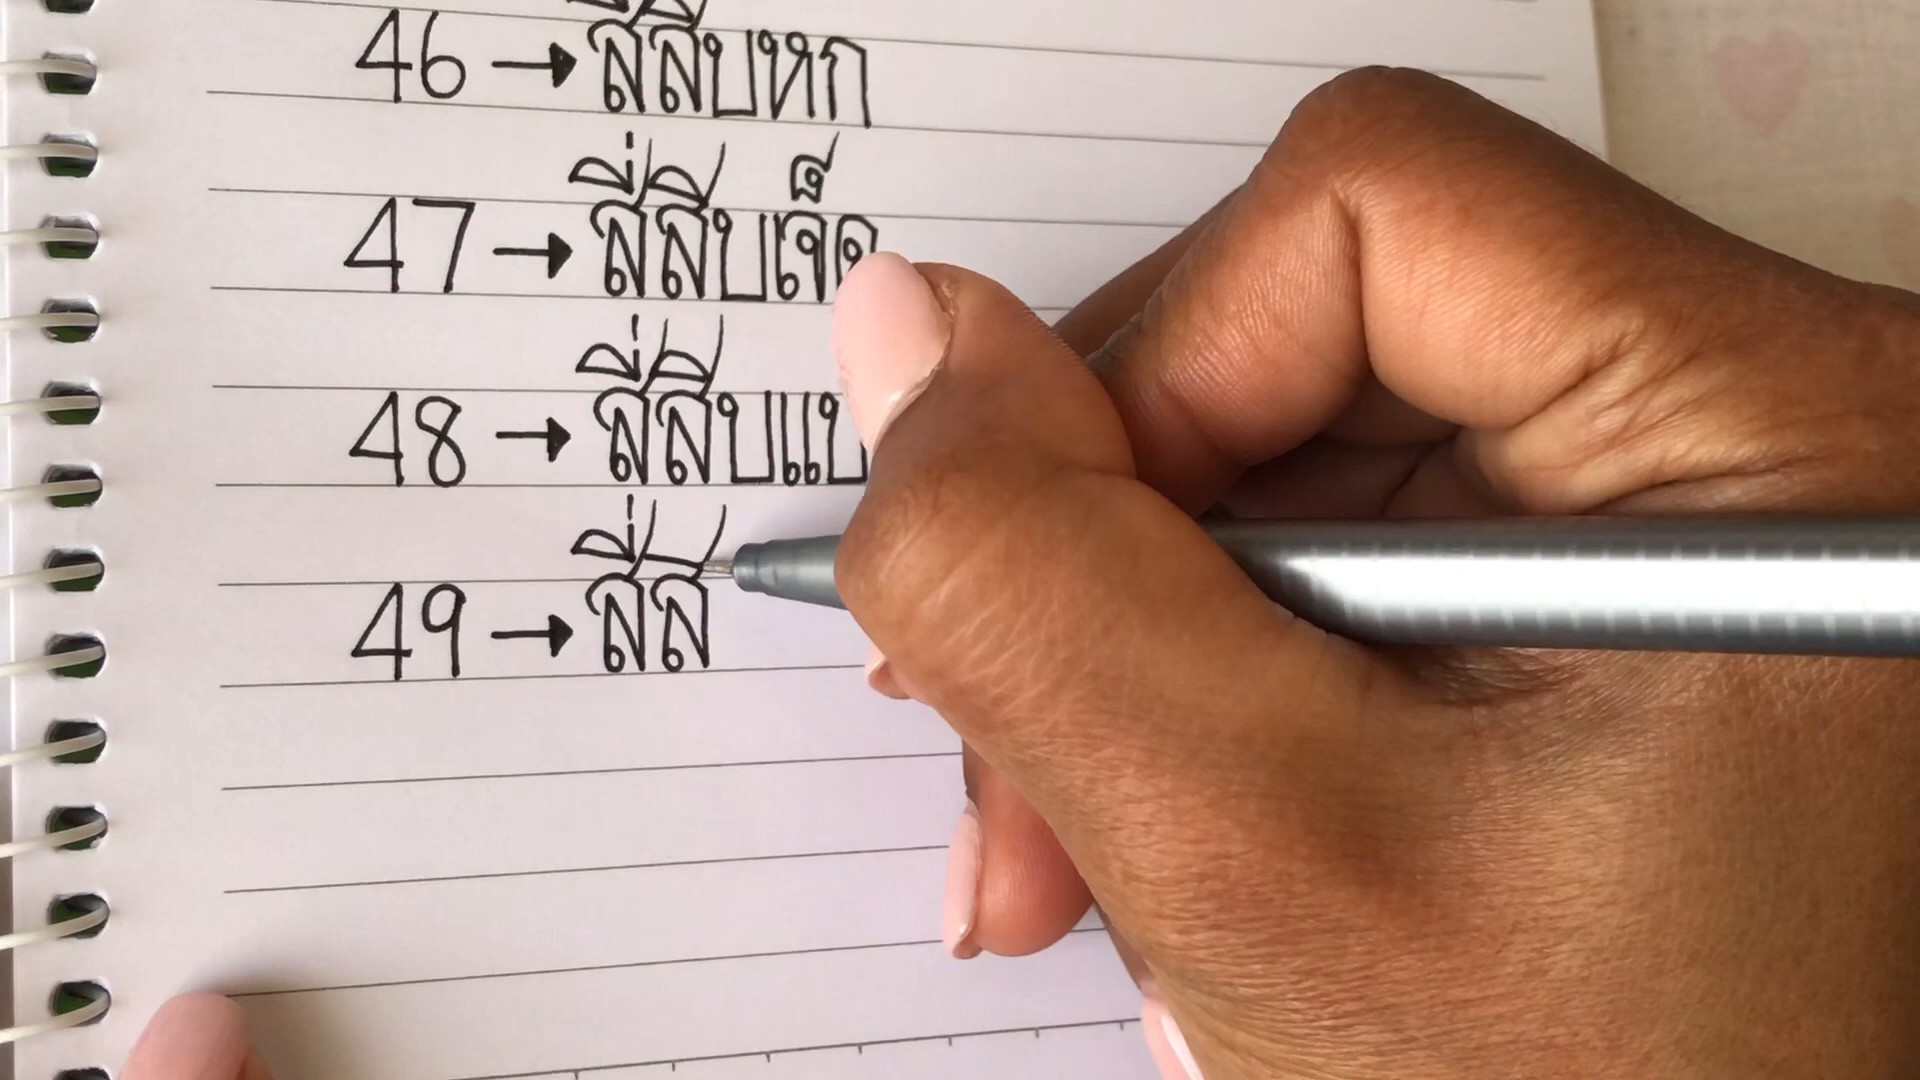 46 → สี่สิบหก
47 → สี่สิบเจ็ด
48 → สี่สิบแป
49 → สี่สิ